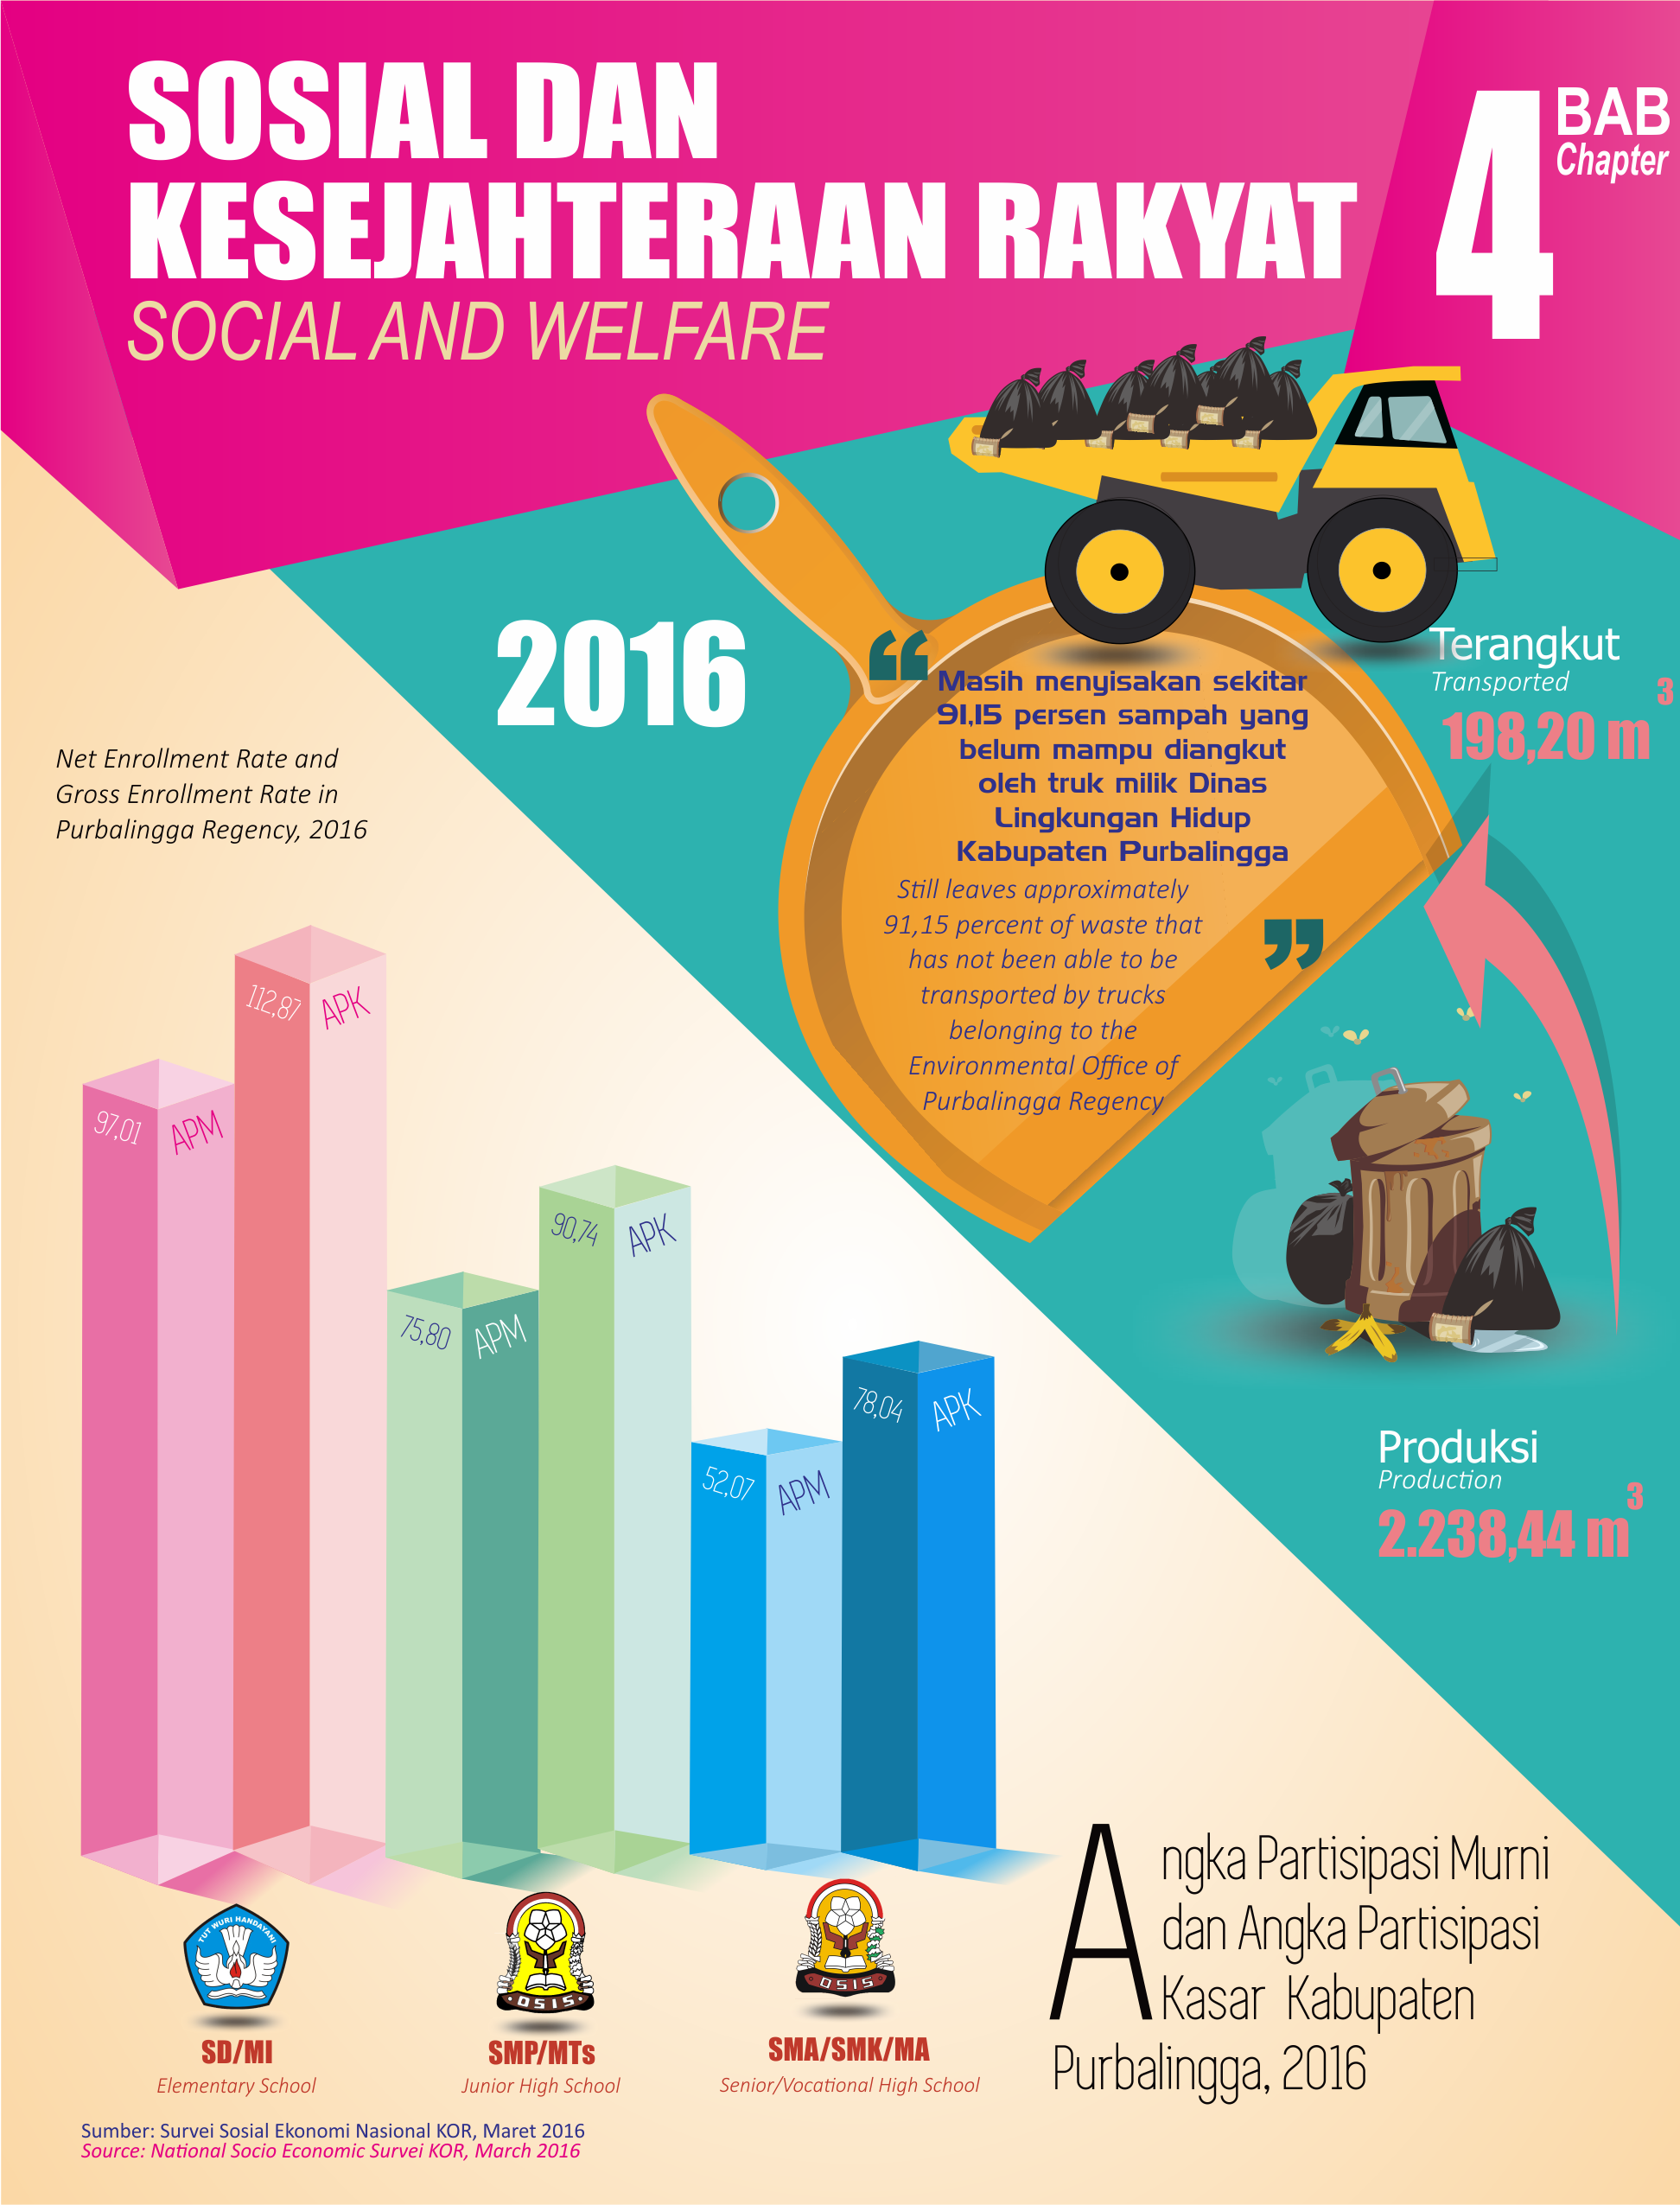 SOSIAL DAN
KESEJAHTERAAN RAKYAT
SOCIAL AND WELFARE
4
BAB
Chapter
2016
Terangkut
Transported
198,20 m³
“
Masih menyisakan sekitar
91,15 persen sampah yang
belum mampu diangkut
oleh truk milik Dinas
Lingkungan Hidup
Kabupaten Purbalingga
Still leaves approximately
91,15 percent of waste that
has not been able to be
transported by trucks
belonging to the
Environmental Office of
Purbalingga Regency
”
Produksi
Production
2.238,44 m³
Net Enrollment Rate and
Gross Enrollment Rate in
Purbalingga Regency, 2016
97,01 APM
112,87 APK
75,80 APM
90,74 APK
52,07 APM
78,04 APK
TUT WURI HANDAYANI
SD/MI
Elementary School
OSIS
SMP/MTs
Junior High School
OSIS
SMA/SMK/MA
Senior/Vocational High School
Angka Partisipasi Murni
dan Angka Partisipasi
Kasar Kabupaten
Purbalingga, 2016
Sumber: Survei Sosial Ekonomi Nasional KOR, Maret 2016
Source: National Socio Economic Survei KOR, March 2016